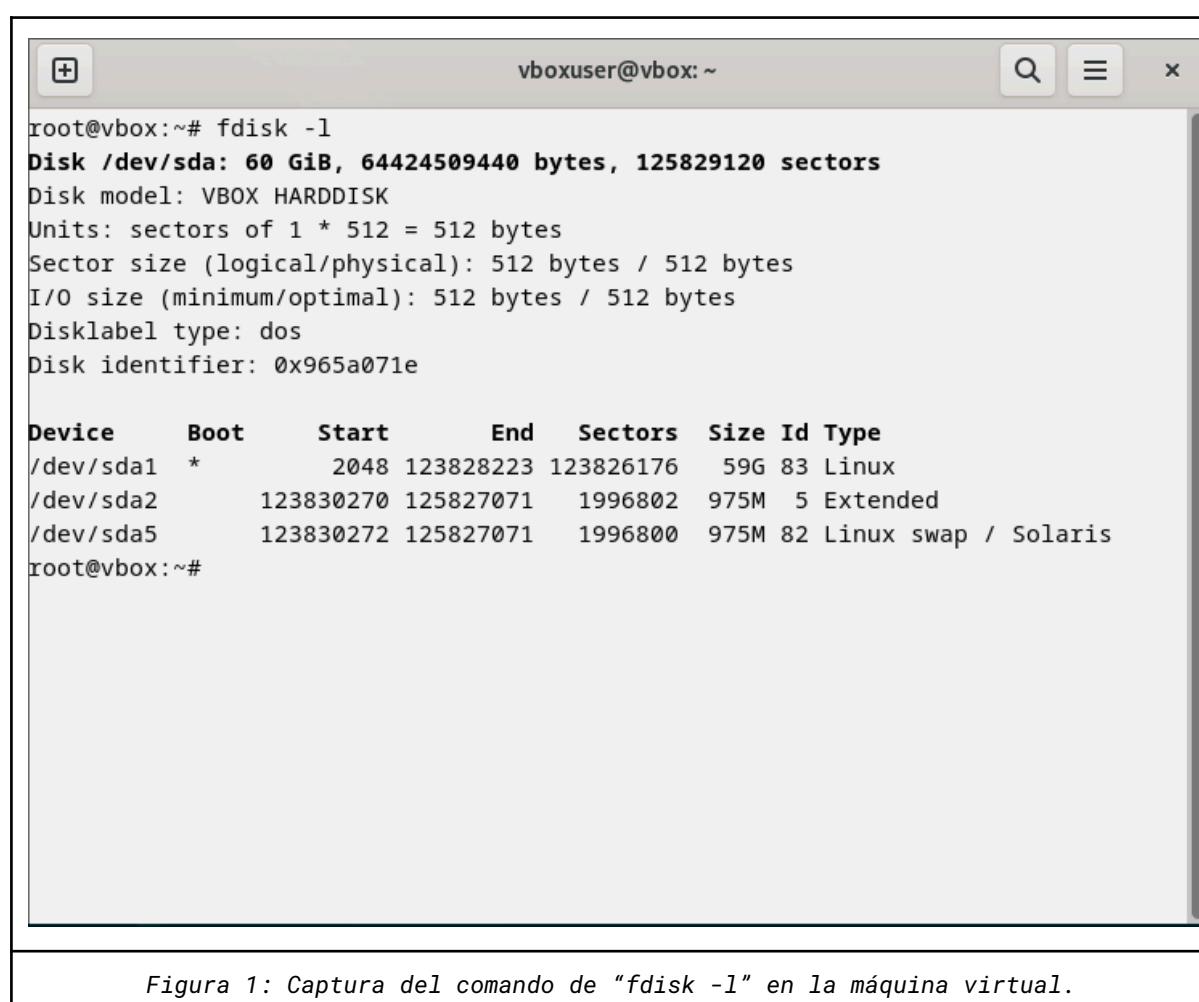 vboxuser@vbox: ~
root@vbox:~# fdisk -l
Disk /dev/sda: 60 GiB, 64424509440 bytes, 125829120 sectors
Disk model: VBOX HARDDISK
Units: sectors of 1 * 512 = 512 bytes
Sector size (logical/physical): 512 bytes / 512 bytes
I/O size (minimum/optimal): 512 bytes / 512 bytes
Disklabel type: dos
Disk identifier: 0x965a071e
Device     Boot     Start       End   Sectors  Size Id Type
/dev/sda1  *         2048 123828223 123826176   59G 83 Linux
/dev/sda2       123830270 125827071   1996802  975M  5 Extended
/dev/sda5       123830272 125827071   1996800  975M 82 Linux swap / Solaris
root@vbox:~#
Figura 1: Captura del comando de “fdisk -l” en la máquina virtual.